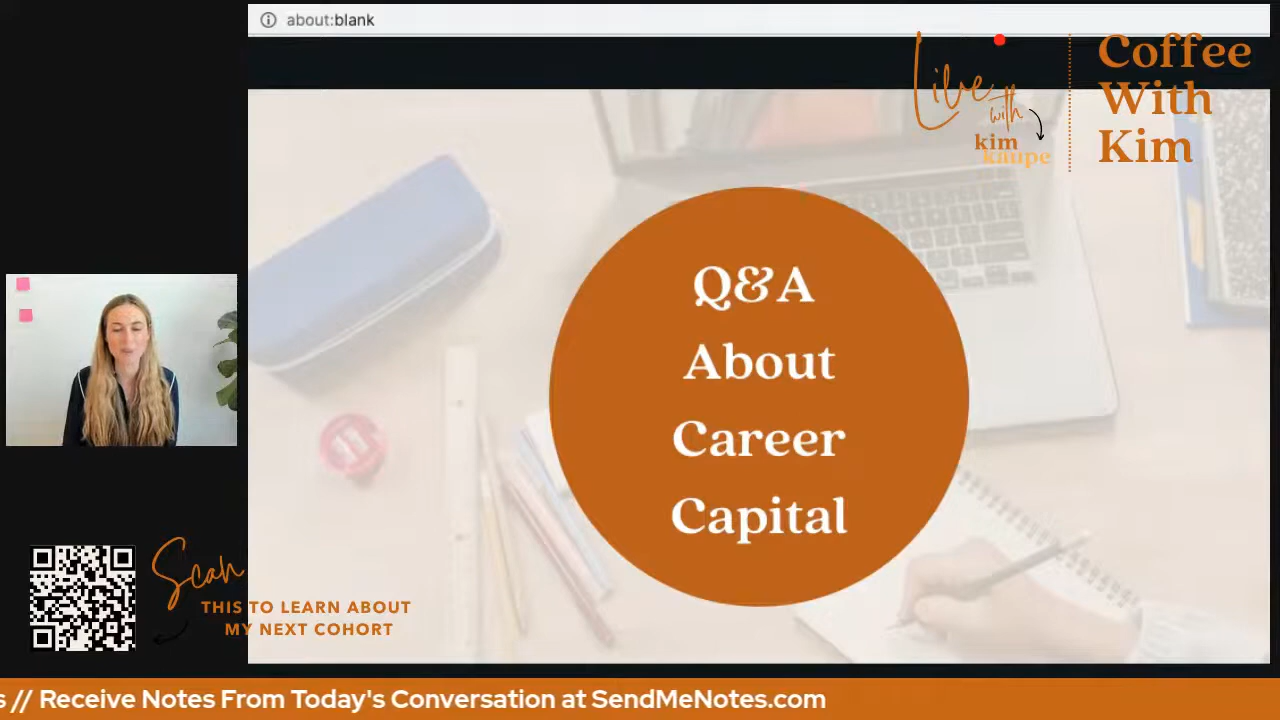 about:blank
Live
with
kim
knupe
Coffee
With
Kim
Q&A
About
Career
Capital
Scan
THIS TO LEARN ABOUT
MY NEXT COHORT
s // Receive Notes From Today's Conversation at SendMeNotes.com